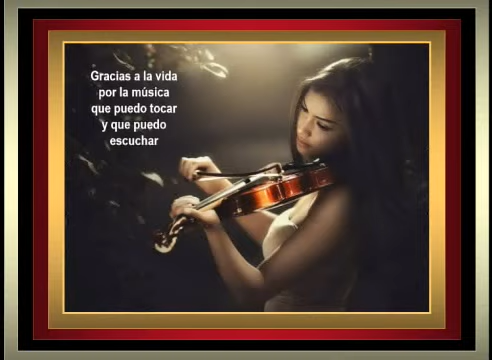 Gracias a la vida
por la música
que puedo tocar
y que puedo
escuchar